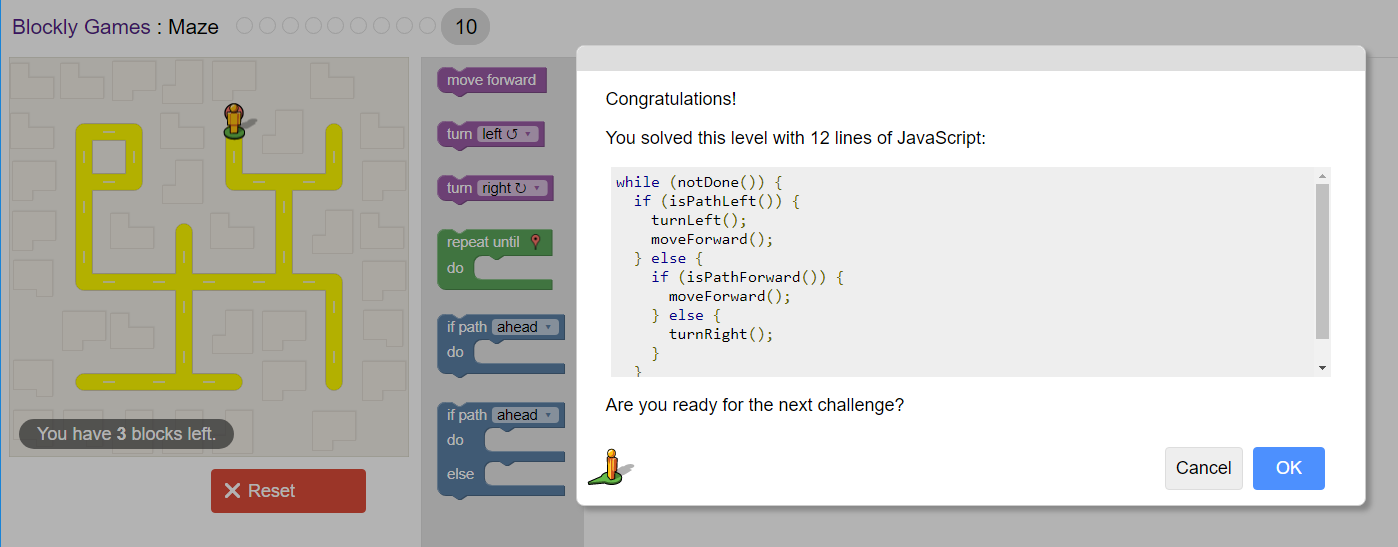 Blockly Games : Maze 10
move forward
turn left ↺ ▾
turn right ↻ ▾
repeat until
do
if path ahead ▾
do
if path ahead ▾
do
else
You have 3 blocks left.
Reset
Congratulations!
You solved this level with 12 lines of JavaScript:
while (notDone()) {
  if (isPathLeft()) {
    turnLeft();
    moveForward();
  } else {
    if (isPathForward()) {
      moveForward();
    } else {
      turnRight();
    }
  }
Are you ready for the next challenge?
Cancel OK